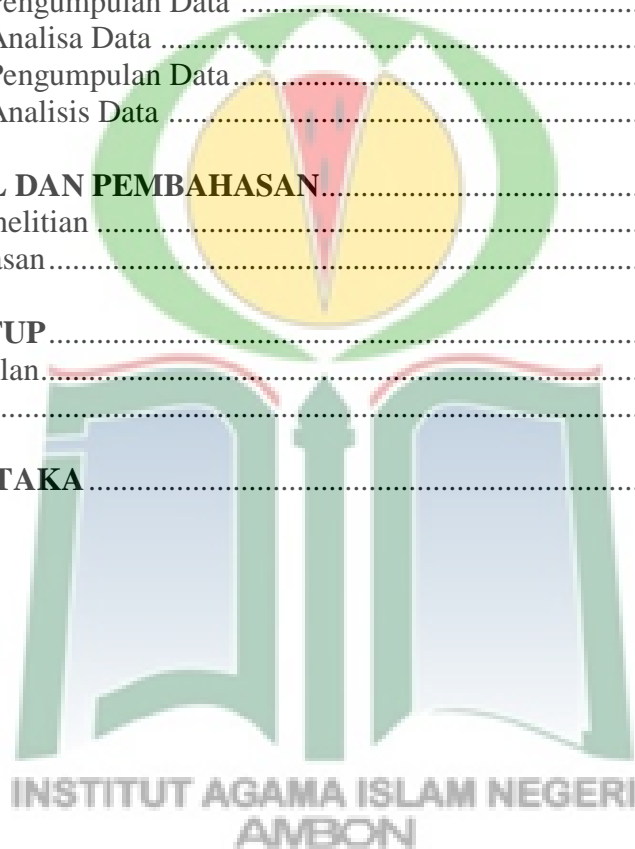 Pengumpulan Data ........................................
Analisa Data ........................................
Pengumpulan Data ........................................
Analisis Data ........................................
L DAN PEMBAHASAN ........................................
nelitian ........................................
asan ........................................
TUP ........................................
lan ........................................
........................................
TAKA ........................................
INSTITUT AGAMA ISLAM NEGERI
AMBON